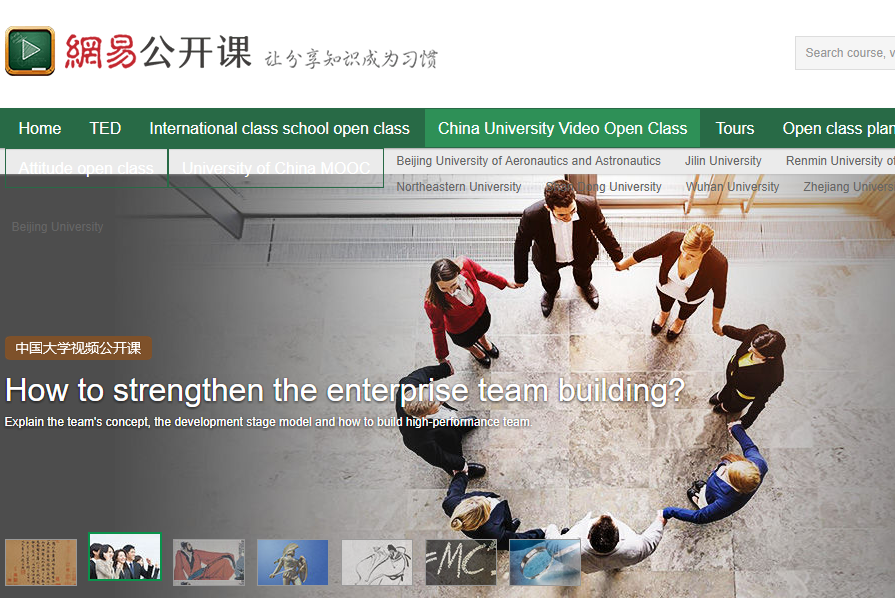 網易公开课 让分享知识成为习惯
Search course, v
Home TED International class school open class China University Video Open Class Tours Open class plan
Attitude open class University of China MOOC Beijing University of Aeronautics and Astronautics Jilin University Renmin University of
Northeastern University Wuhan University Zhejiang Univers
Beijing University
中国大学视频公开课
How to strengthen the enterprise team building?
Explain the team's concept, the development stage model and how to build high-performance team.
=MC²